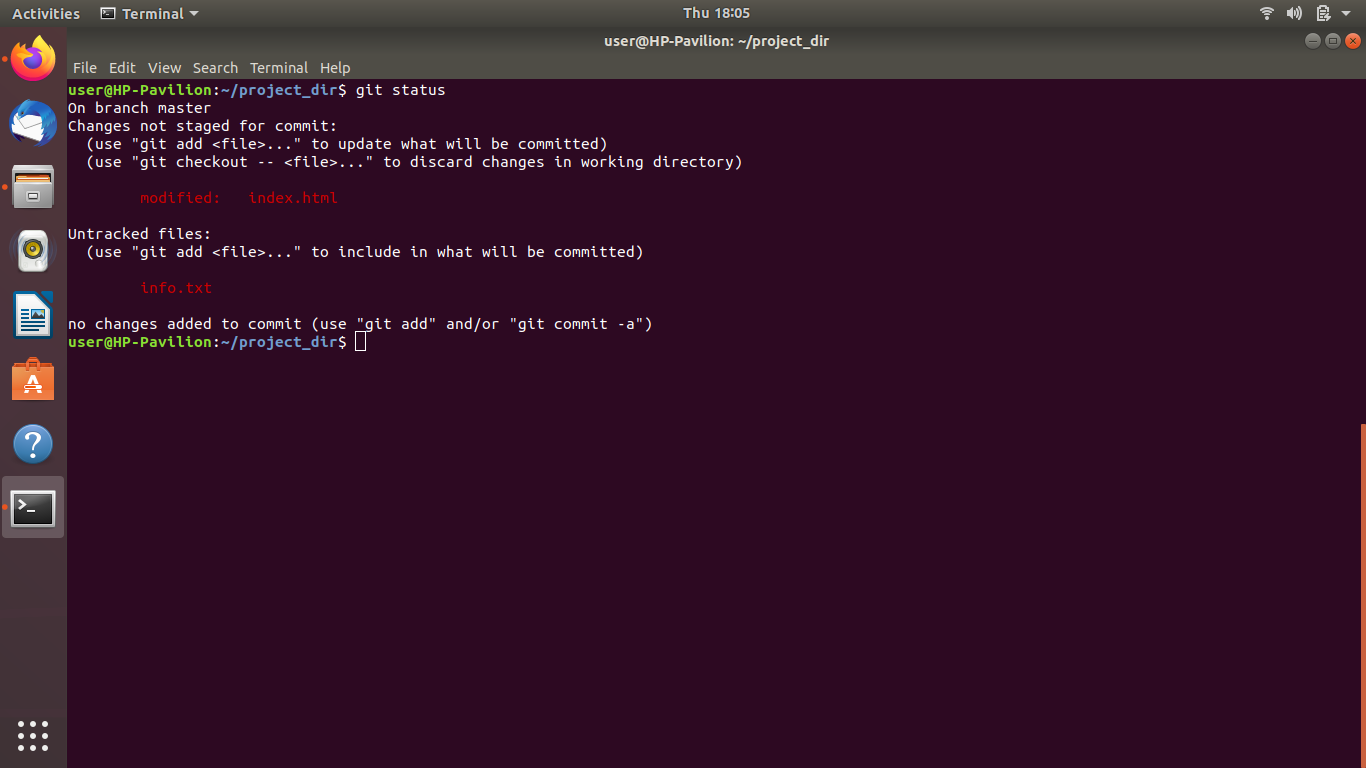 Activities Terminal Thu 18:05
user@HP-Pavilion: ~/project_dir
File Edit View Search Terminal Help
user@HP-Pavilion:~/project_dir$ git status
On branch master
Changes not staged for commit:
  (use "git add <file>..." to update what will be committed)
  (use "git checkout -- <file>..." to discard changes in working directory)
        modified:   index.html
Untracked files:
  (use "git add <file>..." to include in what will be committed)
        info.txt
no changes added to commit (use "git add" and/or "git commit -a")
user@HP-Pavilion:~/project_dir$